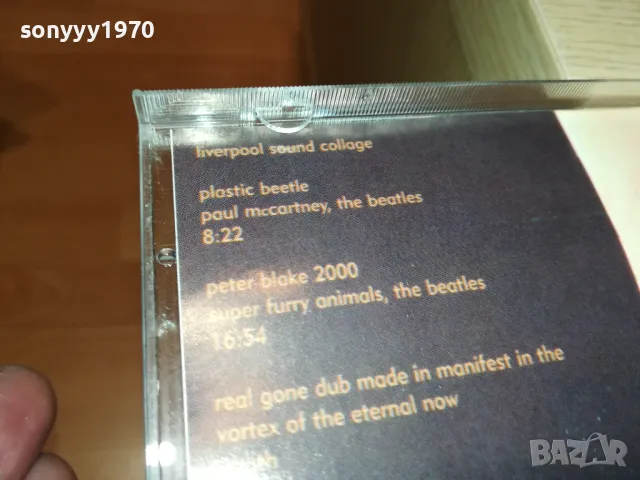 sonyyy1970
liverpool sound collage
plastic beetle
paul mccartney, the beatles
8:22
peter blake 2000
super furry animals, the beatles
16:54
real gone dub made in manifest in the
vortex of the eternal now
BAZAR
bg